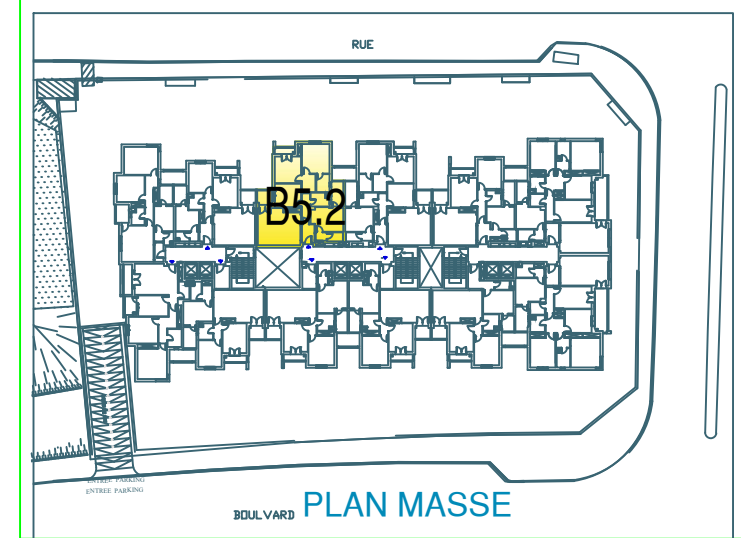 RUE
B5.2
ENTREE PARKING
ENTREE PARKING
BOULVARD
PLAN MASSE